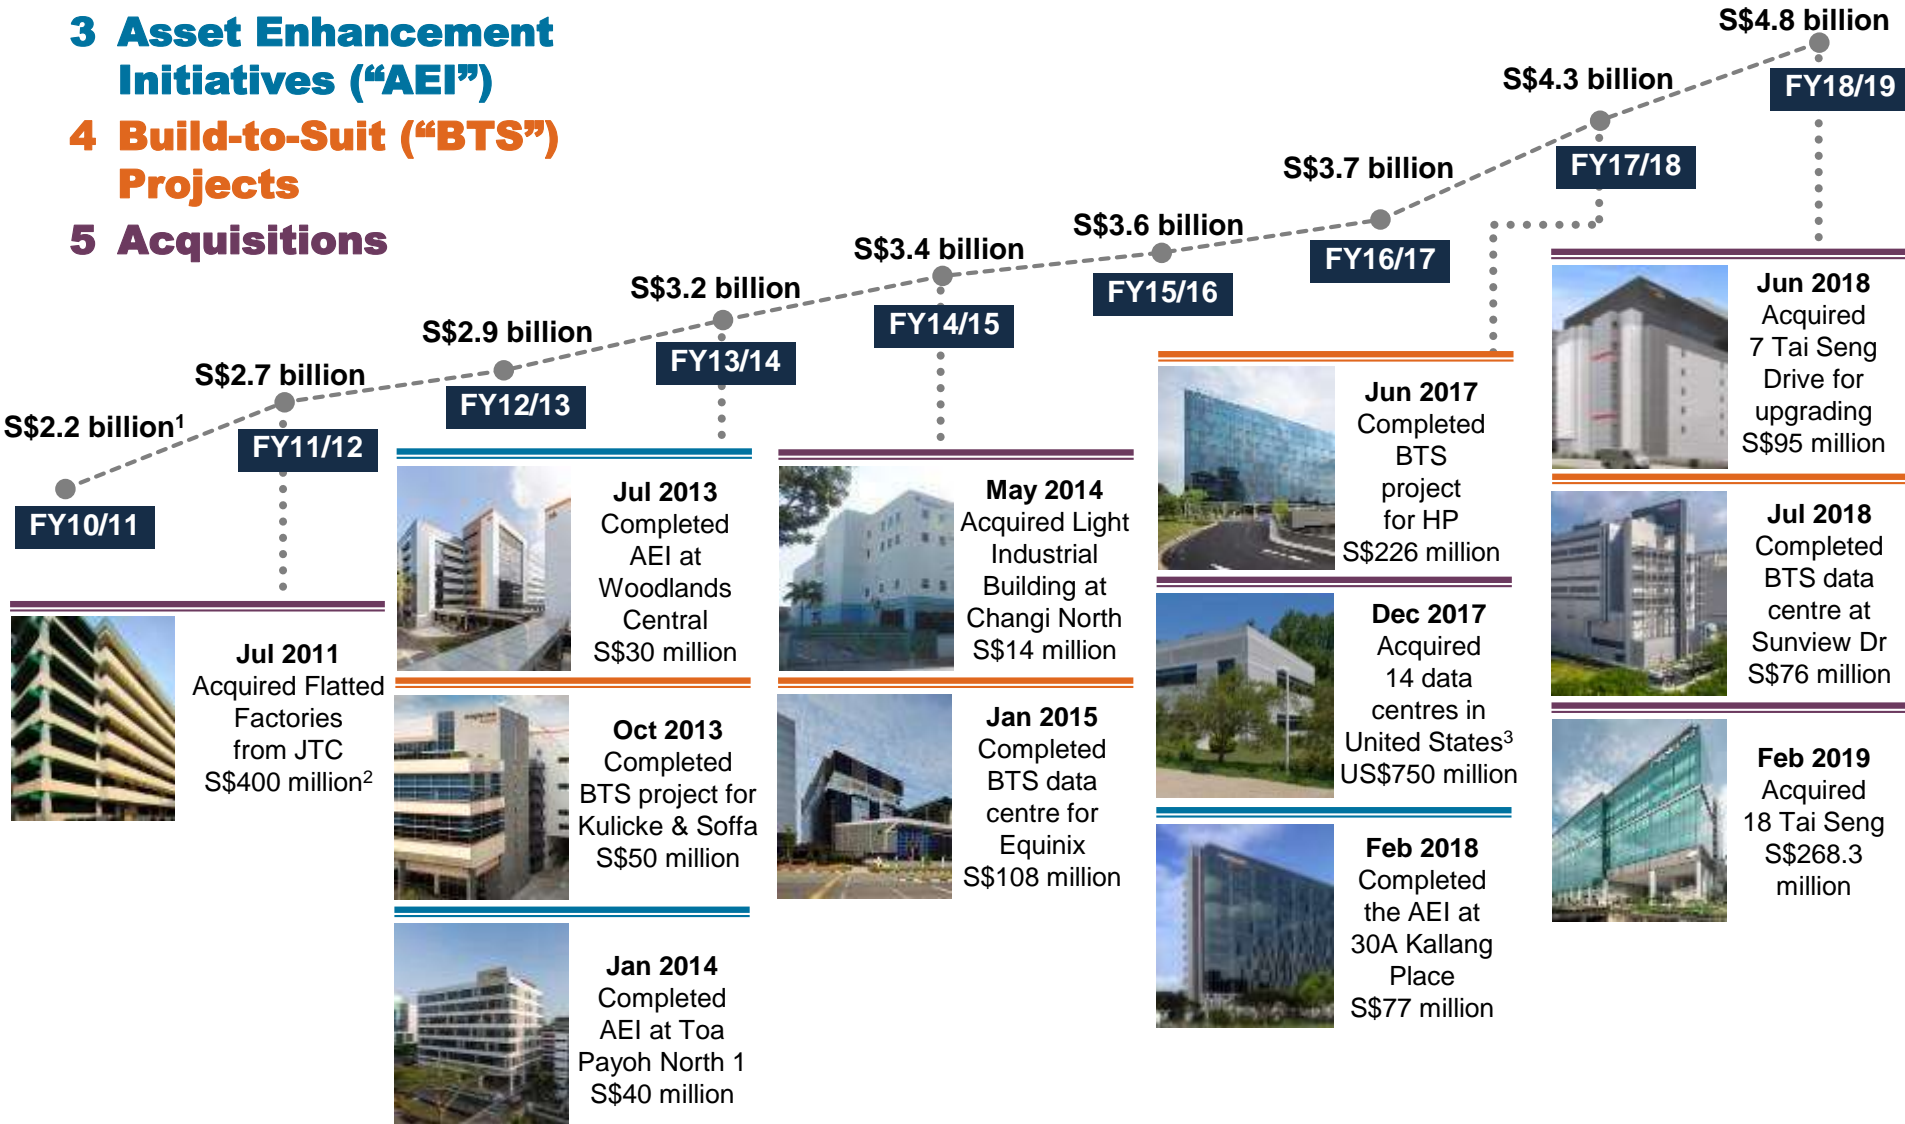 3 Asset Enhancement
Initiatives (“AEI”)
4 Build-to-Suit (“BTS”)
Projects
5 Acquisitions
S$2.2 billion1
FY10/11
S$2.7 billion
FY11/12
S$2.9 billion
FY12/13
S$3.2 billion
FY13/14
S$3.4 billion
FY14/15
S$3.6 billion
FY15/16
S$3.7 billion
FY16/17
S$4.3 billion
FY17/18
S$4.8 billion
FY18/19
Jul 2011
Acquired Flatted
Factories
from JTC
S$400 million2
Jul 2013
Completed
AEI at
Woodlands
Central
S$30 million
Oct 2013
Completed
BTS project for
Kulicke & Soffa
S$50 million
Jan 2014
Completed
AEI at Toa
Payoh North 1
S$40 million
May 2014
Acquired Light
Industrial
Building at
Changi North
S$14 million
Jan 2015
Completed
BTS data
centre for
Equinix
S$108 million
Jun 2017
Completed
BTS
project
for HP
S$226 million
Dec 2017
Acquired
14 data
centres in
United States3
US$750 million
Feb 2018
Completed
the AEI at
30A Kallang
Place
S$77 million
Jun 2018
Acquired
7 Tai Seng
Drive for
upgrading
S$95 million
Jul 2018
Completed
BTS data
centre at
Sunview Dr
S$76 million
Feb 2019
Acquired
18 Tai Seng
S$268.3
million